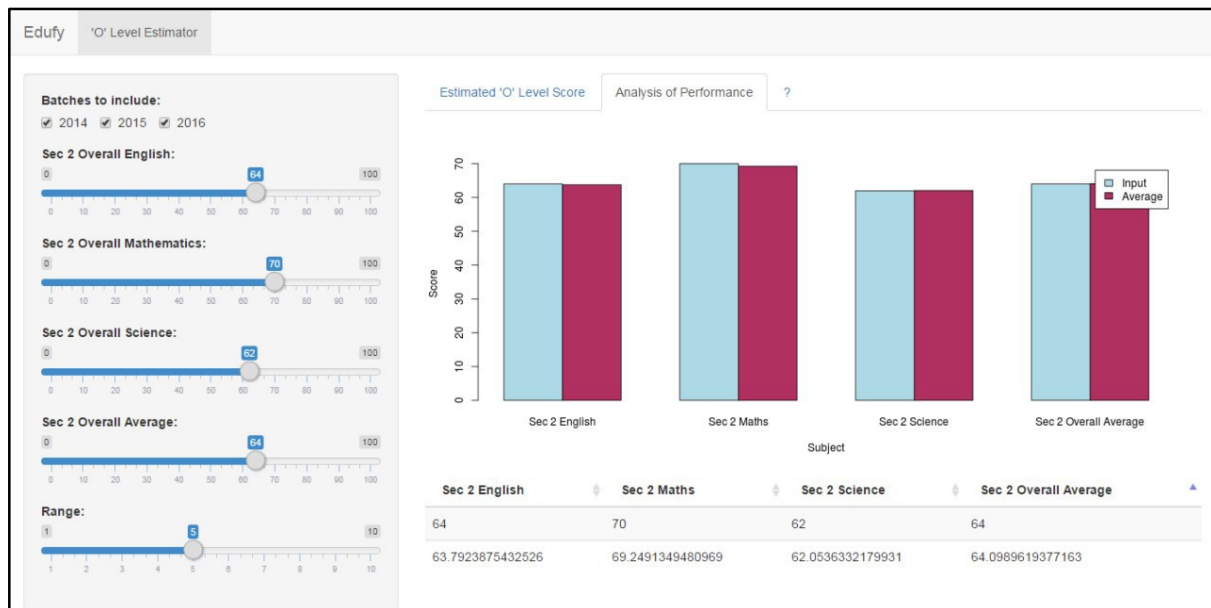 Edufy 'O' Level Estimator
Batches to include:
2014 2015 2016
Sec 2 Overall English:
0 64 100
0 10 20 30 40 50 60 70 80 90 100
Sec 2 Overall Mathematics:
0 70 100
0 10 20 30 40 50 60 70 80 90 100
Sec 2 Overall Science:
0 62 100
0 10 20 30 40 50 60 70 80 90 100
Sec 2 Overall Average:
0 64 100
0 10 20 30 40 50 60 70 80 90 100
Range:
1 5 10
1 2 3 4 5 6 7 8 9 10
Estimated 'O' Level Score Analysis of Performance ?
Score
70
60
50
40
30
20
10
0
Input
Average
Sec 2 English Sec 2 Maths Sec 2 Science Sec 2 Overall Average
Subject
Sec 2 English Sec 2 Maths Sec 2 Science Sec 2 Overall Average
64 70 62 64
63.7923875432526 69.2491349480969 62.0536332179931 64.0989619377163